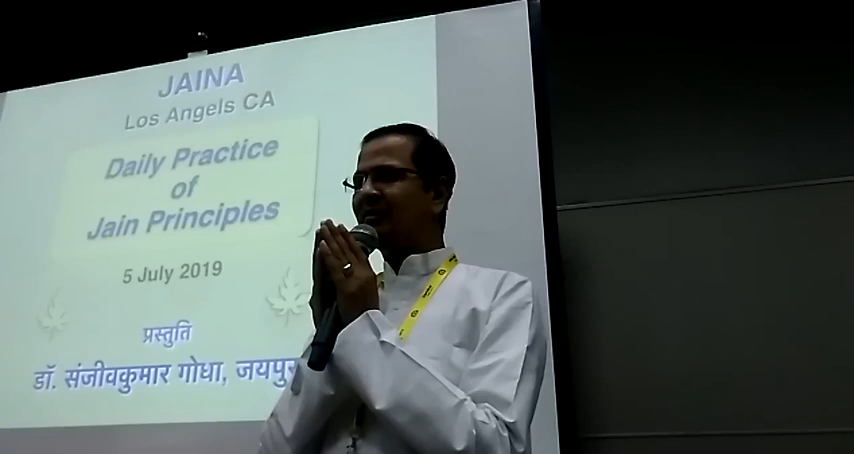 JAINA
Los Angels CA
Daily Practice
of
Jain Principles
5 July 2019
प्रस्तुति
डॉ. संजीवकुमार गोधा, जयपुर